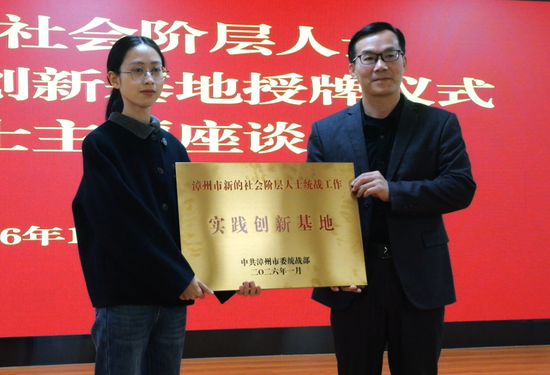 社会阶层人
创新基地授牌仪式
士主 座谈
6年1
漳州市新的社会阶层人士统战工作
实践创新基地
中共漳州市委统战部
二〇二六年一月